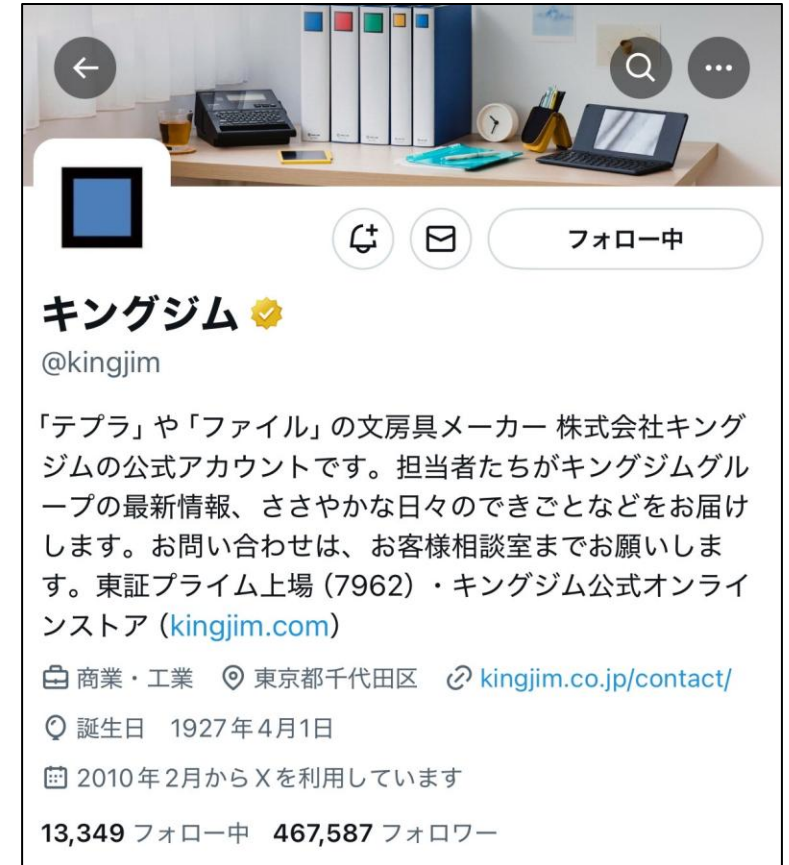 フォロー中
キングジム
@kingjim
「テプラ」や「ファイル」の文房具メーカー 株式会社キング
ジムの公式アカウントです。担当者たちがキングジムグル
ープの最新情報、ささやかな日々のできごとなどをお届け
します。お問い合わせは、お客様相談室までお願いしま
す。東証プライム上場（7962）・キングジム公式オンライ
ンストア（kingjim.com）
商業・工業 東京都千代田区 kingjim.co.jp/contact/
誕生日 1927年4月1日
2010年2月からXを利用しています
13,349 フォロー中 467,587 フォロワー